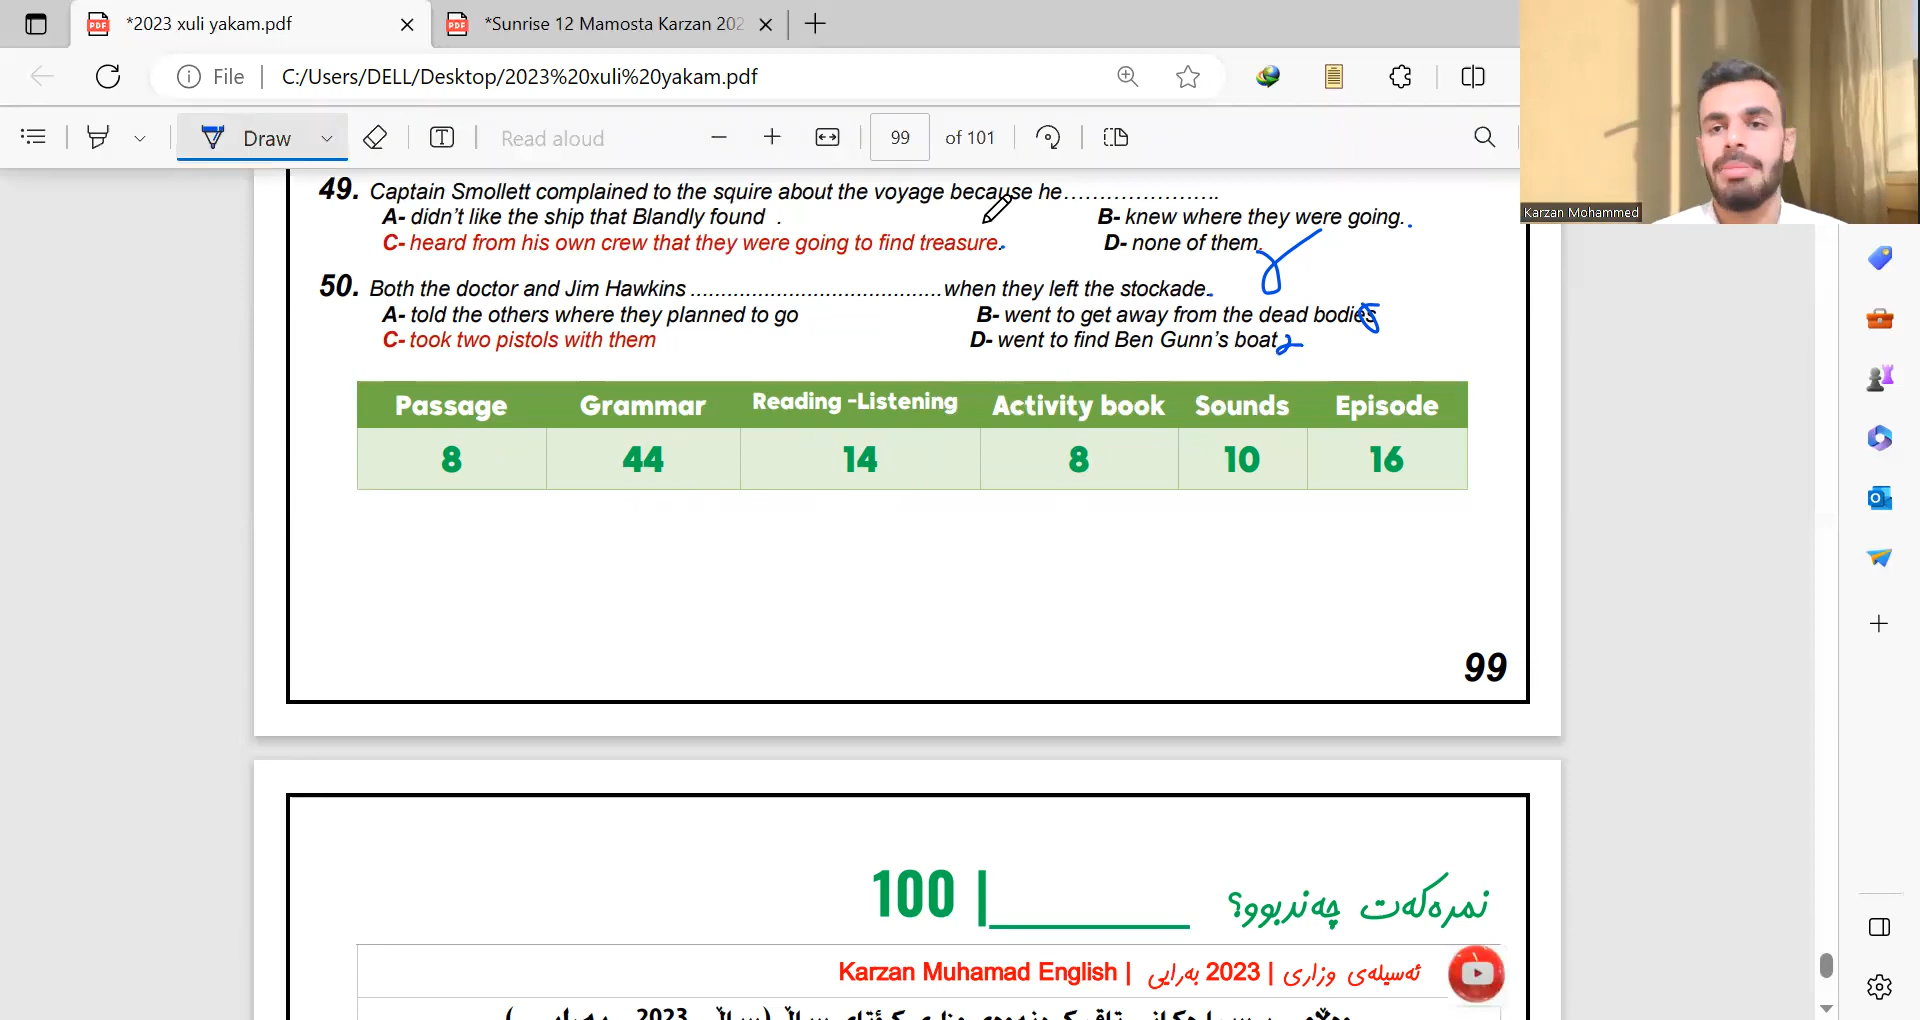 *2023 xuli yakam.pdf
*Sunrise 12 Mamosta Karzan 202
File
C:/Users/DELL/Desktop/2023%20xuli%20yakam.pdf
Draw
Read aloud
99
of 101
Karzan Mohammed
49. Captain Smollett complained to the squire about the voyage because he.....................
A- didn't like the ship that Blandly found .
B- knew where they were going.
C- heard from his own crew that they were going to find treasure.
D- none of them.
50. Both the doctor and Jim Hawkins ..........................................when they left the stockade.
A- told the others where they planned to go
B- went to get away from the dead bodies
C- took two pistols with them
D- went to find Ben Gunn's boat
Passage Grammar Reading -Listening Activity book Sounds Episode
8 44 14 8 10 16
99
نمرەکەت چەندبوو؟ ________| 100
ئەسیلەی وزاری | 2023 بەرایی | Karzan Muhamad English